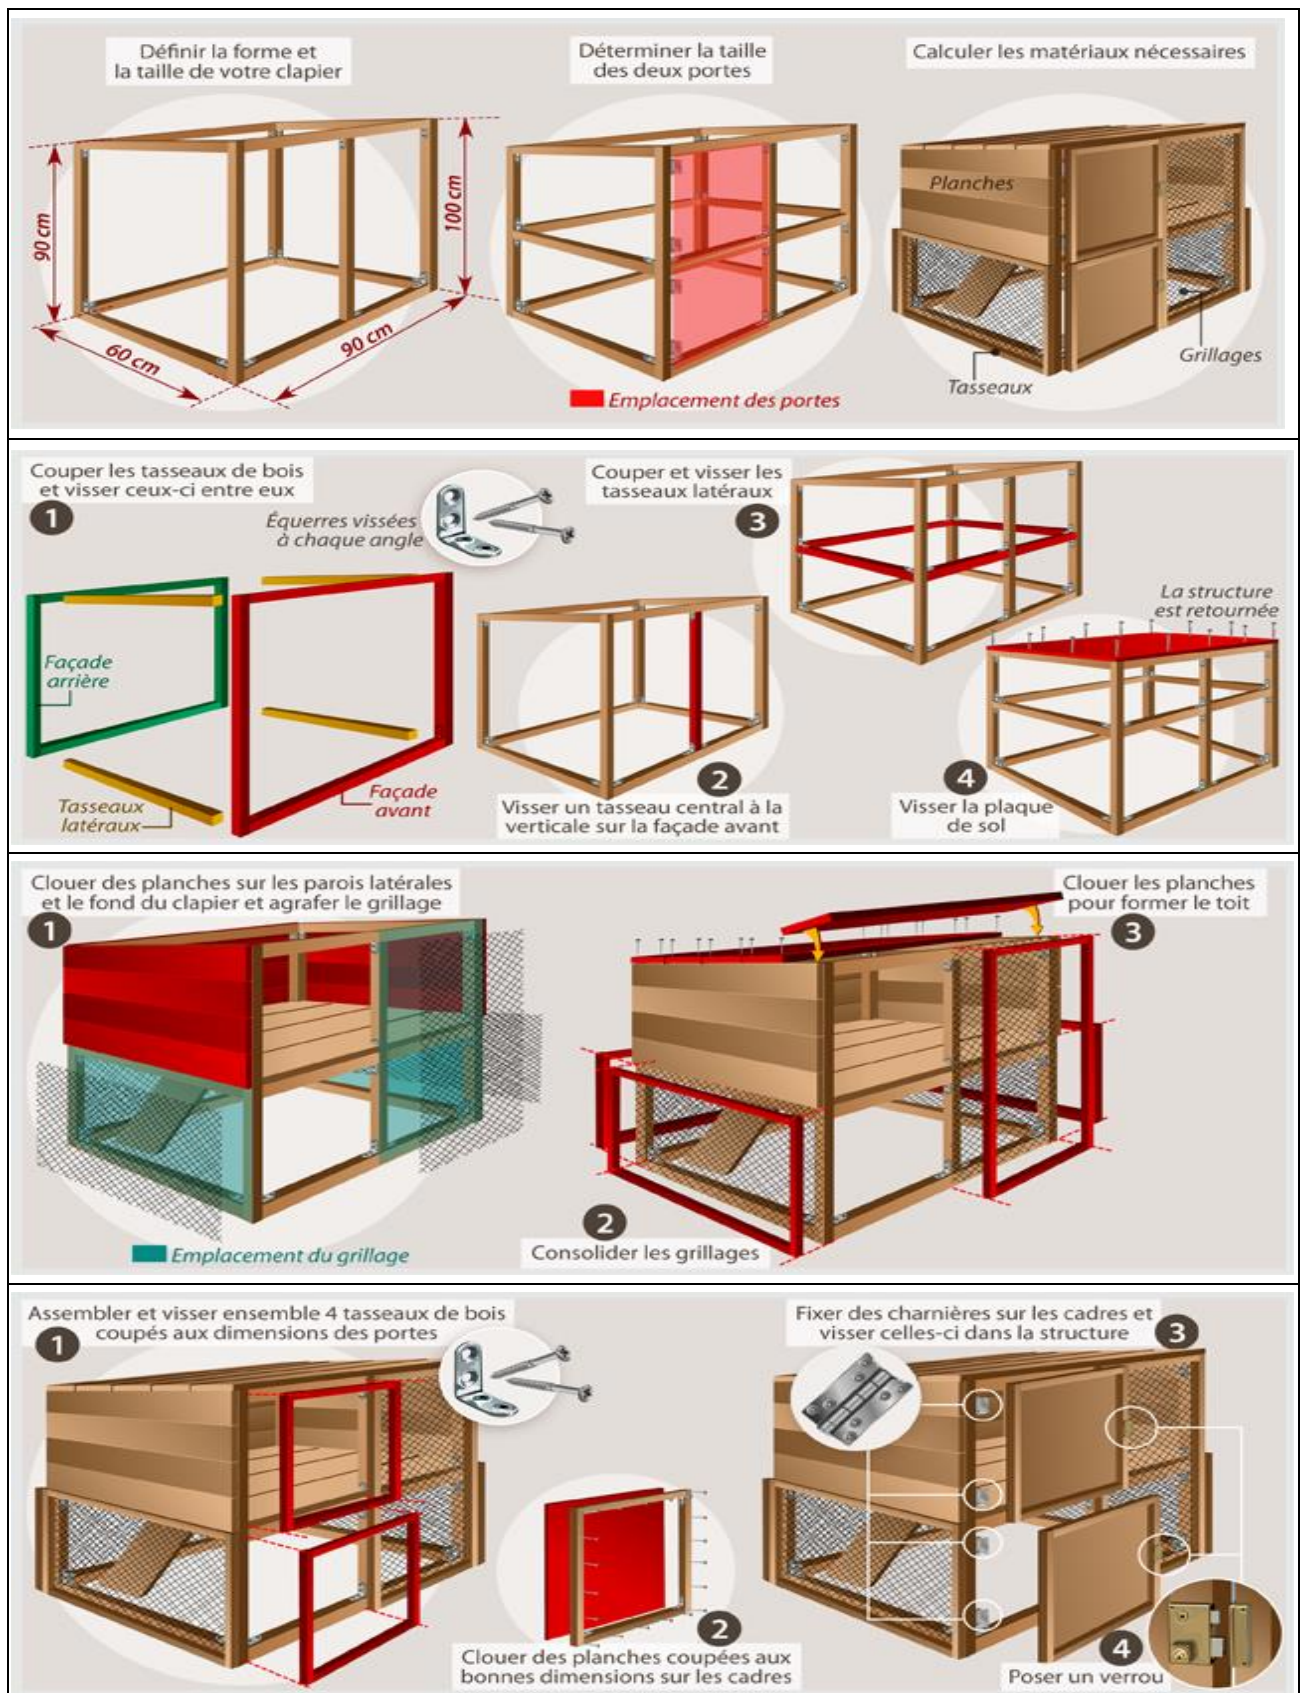 Définir la forme et
la taille de votre clapier
90 cm
100 cm
60 cm
90 cm
Déterminer la taille
des deux portes
Emplacement des portes
Calculer les matériaux nécessaires
Planches
Grillages
Tasseaux
Couper les tasseaux de bois
et visser ceux-ci entre eux
1
Équerres vissées
à chaque angle
Façade
arrière
Tasseaux
latéraux
Façade
avant
2
Visser un tasseau central à la
verticale sur la façade avant
Couper et visser les
tasseaux latéraux
3
La structure
est retournée
4
Visser la plaque
de sol
Clouer des planches sur les parois latérales
et le fond du clapier et agrafer le grillage
1
Emplacement du grillage
2
Consolider les grillages
Clouer les planches
pour former le toit
3
Assembler et visser ensemble 4 tasseaux de bois
coupés aux dimensions des portes
1
2
Clouer des planches coupées aux
bonnes dimensions sur les cadres
Fixer des charnières sur les cadres et
visser celles-ci dans la structure
3
4
Poser un verrou